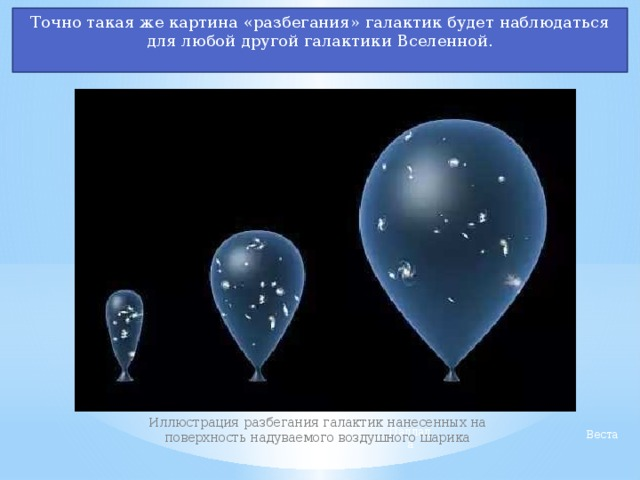 Точно такая же картина «разбегания» галактик будет наблюдаться
для любой другой галактики Вселенной.
Иллюстрация разбегания галактик нанесенных на
поверхность надуваемого воздушного шарика
Веста